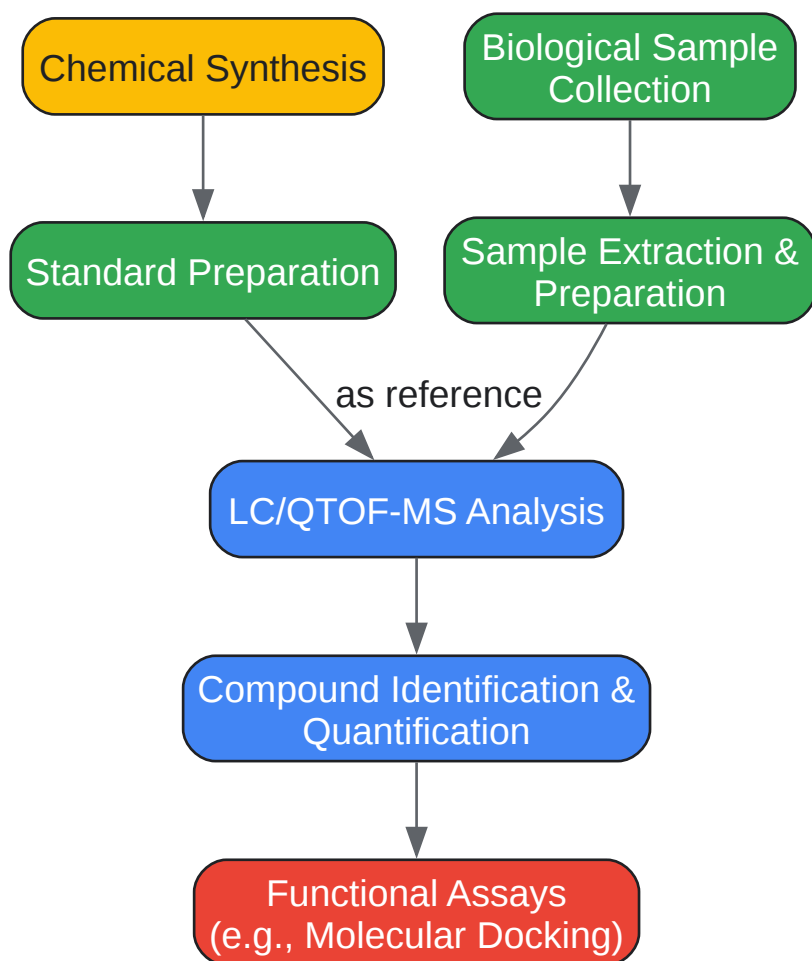 Chemical Synthesis
Biological Sample
Collection
Standard Preparation
Sample Extraction &
Preparation
as reference
LC/QTOF-MS Analysis
Compound Identification &
Quantification
Functional Assays
(e.g., Molecular Docking)